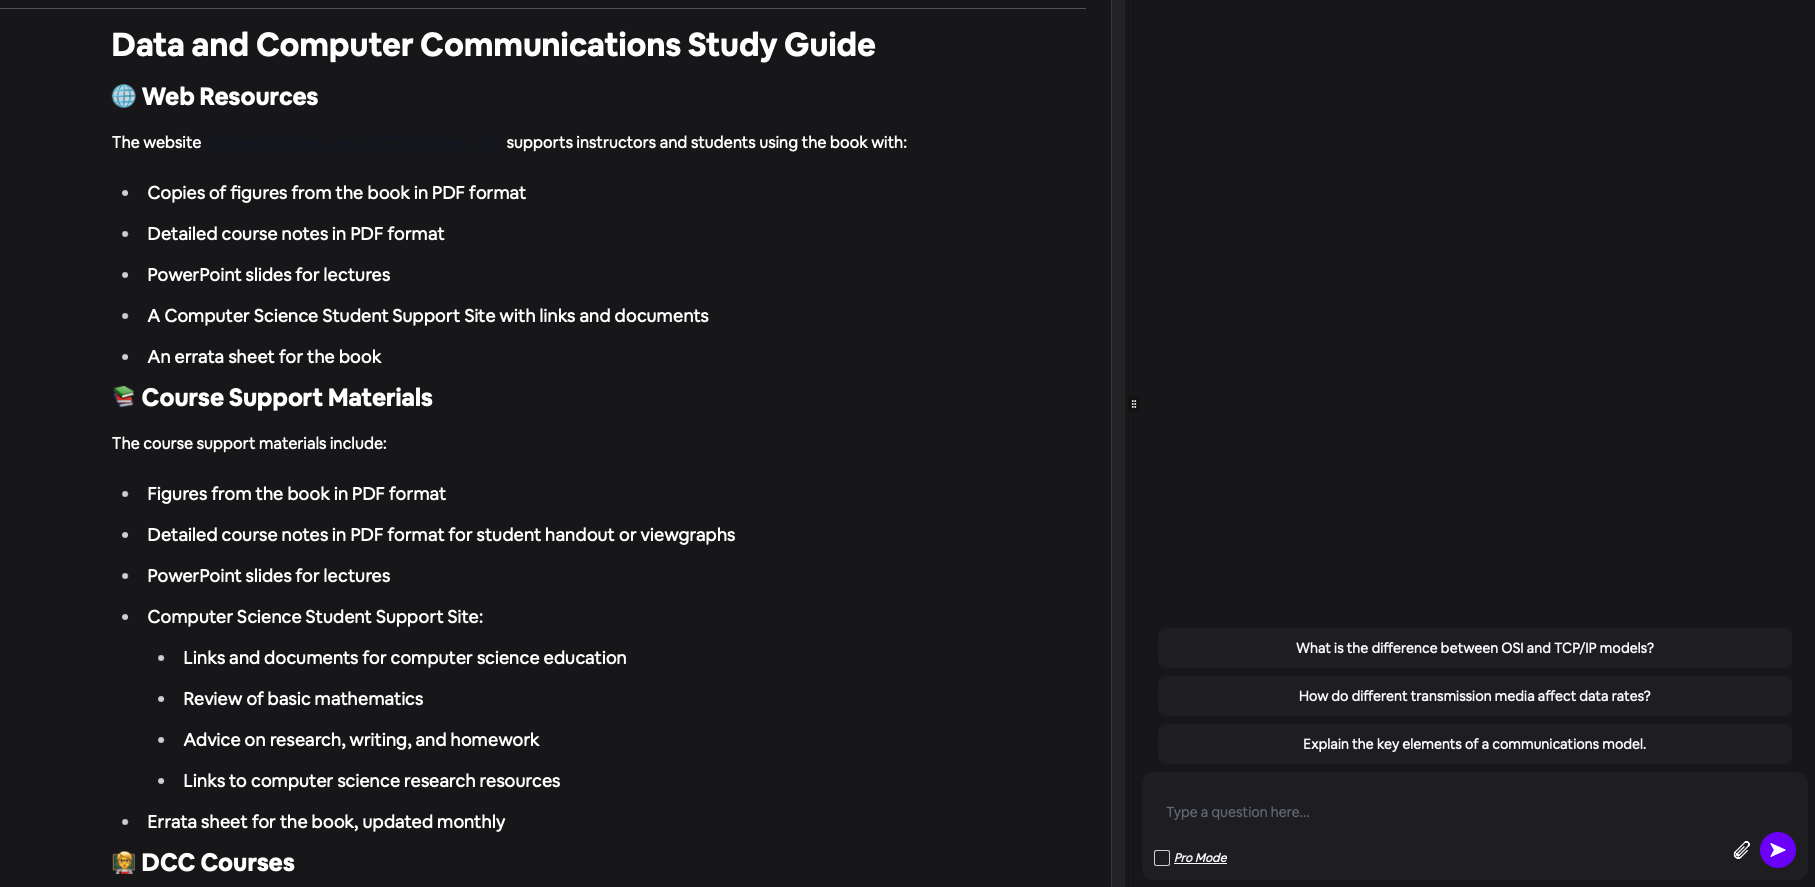 Data and Computer Communications Study Guide
Web Resources
The website supports instructors and students using the book with:
Copies of figures from the book in PDF format
Detailed course notes in PDF format
PowerPoint slides for lectures
A Computer Science Student Support Site with links and documents
An errata sheet for the book
Course Support Materials
The course support materials include:
Figures from the book in PDF format
Detailed course notes in PDF format for student handout or viewgraphs
PowerPoint slides for lectures
Computer Science Student Support Site:
Links and documents for computer science education
Review of basic mathematics
Advice on research, writing, and homework
Links to computer science research resources
Errata sheet for the book, updated monthly
DCC Courses
What is the difference between OSI and TCP/IP models?
How do different transmission media affect data rates?
Explain the key elements of a communications model.
Type a question here...
Pro Mode